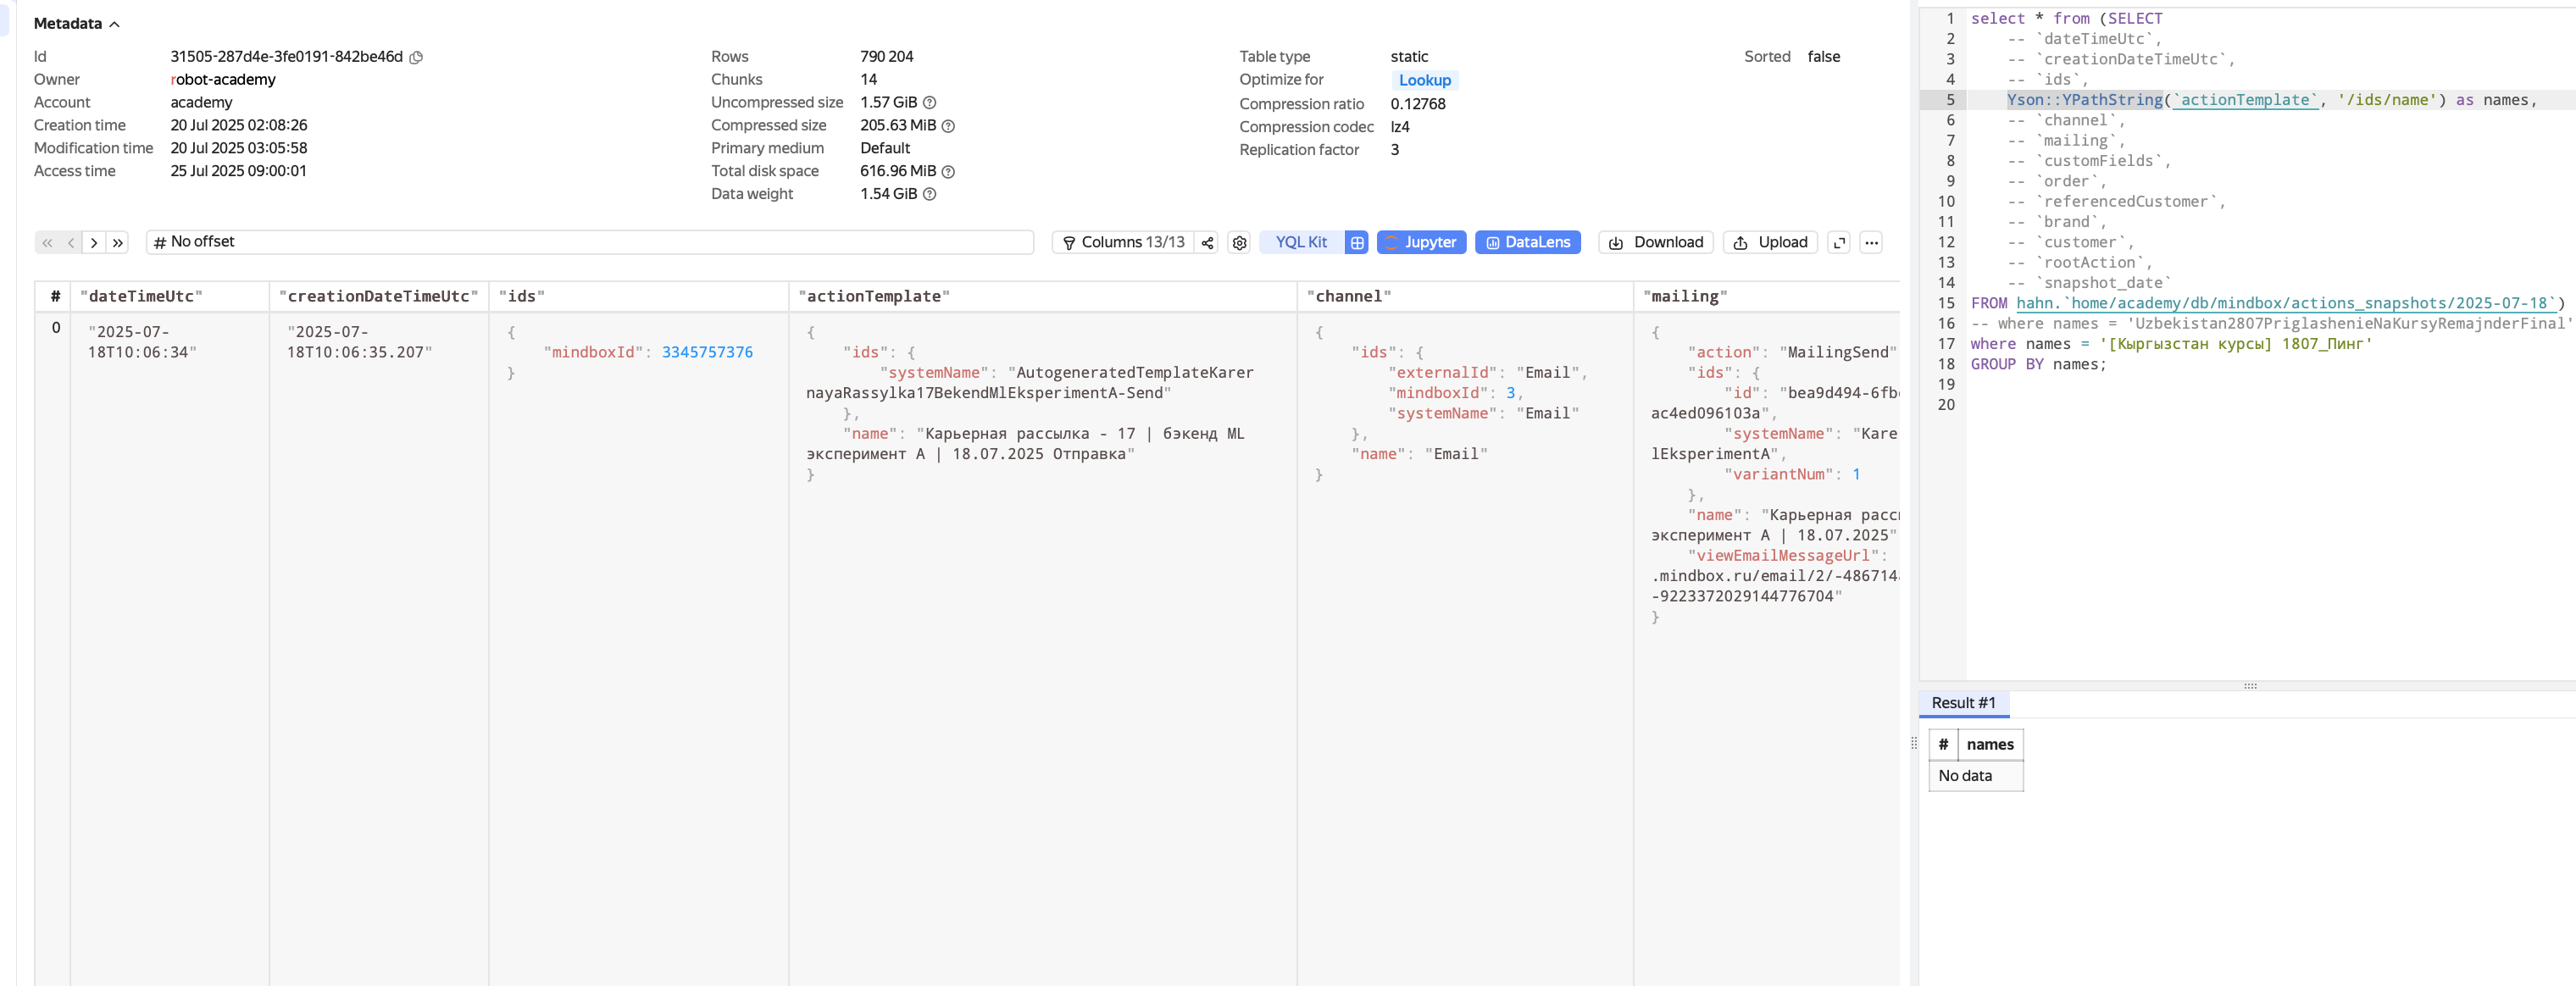 Metadata
Id 31505-287d4e-3fe0191-842be46d
Owner robot-academy
Account academy
Creation time 20 Jul 2025 02:08:26
Modification time 20 Jul 2025 03:05:58
Access time 25 Jul 2025 09:00:01
Rows 790 204
Chunks 14
Uncompressed size 1.57 GiB
Compressed size 205.63 MiB
Primary medium Default
Total disk space 616.96 MiB
Data weight 1.54 GiB
Table type static
Optimize for Lookup
Compression ratio 0.12768
Compression codec lz4
Replication factor 3
Sorted false
# No offset
Columns 13/13
YQL Kit
Jupyter
DataLens
Download
Upload
# "dateTimeUtc" "creationDateTimeUtc" "ids" "actionTemplate" "channel" "mailing"
0
"2025-07-
18T10:06:34"
"2025-07-
18T10:06:35.207"
{
"mindboxId": 3345757376
}
{
"ids": {
"systemName": "AutogeneratedTemplateKarer
nayaRassylka17BekendMlEksperimentA-Send"
},
"name": "Карьерная рассылка - 17 | бэкенд ML
эксперимент А | 18.07.2025 Отправка"
}
{
"ids": {
"externalId": "Email",
"mindboxId": 3,
"systemName": "Email"
},
"name": "Email"
}
{
"action": "MailingSend"
"ids": {
"id": "bea9d494-6fb
ac4ed096103a",
"systemName": "Kare
lEksperimentA",
"variantNum": 1
},
"name": "Карьерная расс
эксперимент А | 18.07.2025"
"viewEmailMessageUrl":
.mindbox.ru/email/2/-486714
-9223372029144776704"
}
1 select * from (SELECT
2 -- `dateTimeUtc`,
3 -- `creationDateTimeUtc`,
4 -- `ids`,
5 Yson::YPathString(`actionTemplate`, '/ids/name') as names,
6 -- `channel`,
7 -- `mailing`,
8 -- `customFields`,
9 -- `order`,
10 -- `referencedCustomer`,
11 -- `brand`,
12 -- `customer`,
13 -- `rootAction`,
14 -- `snapshot_date`
15 FROM hahn.`home/academy/db/mindbox/actions_snapshots/2025-07-18`)
16 -- where names = 'Uzbekistan2807PriglashenieNaKursyRemajnderFinal'
17 where names = '[Кыргызстан курсы] 1807_Пинг'
18 GROUP BY names;
19
20
Result #1
# names
No data